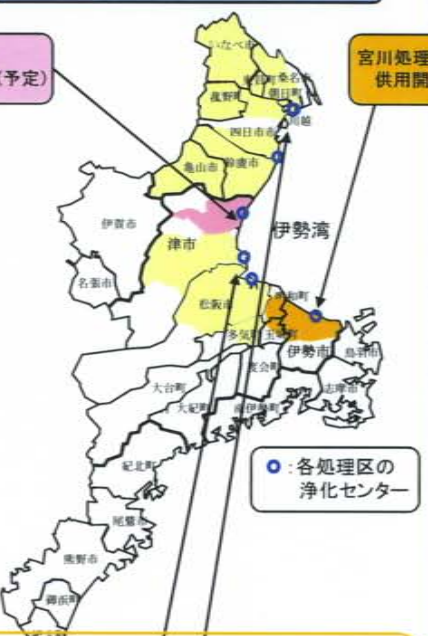 (予定)
宮川処理
供用開
いなべ市
桑名市
東員町
朝日町
菰野町
川越
四日市市
亀山市
鈴鹿市
伊勢湾
伊賀市
津市
名張市
松阪市
明和町
多気町
玉城町
伊勢市
鳥羽市
度会町
志摩市
大台町
大紀町
南伊勢町
:各処理区の
浄化センター
紀北町
尾鷲市
熊野市
御浜町